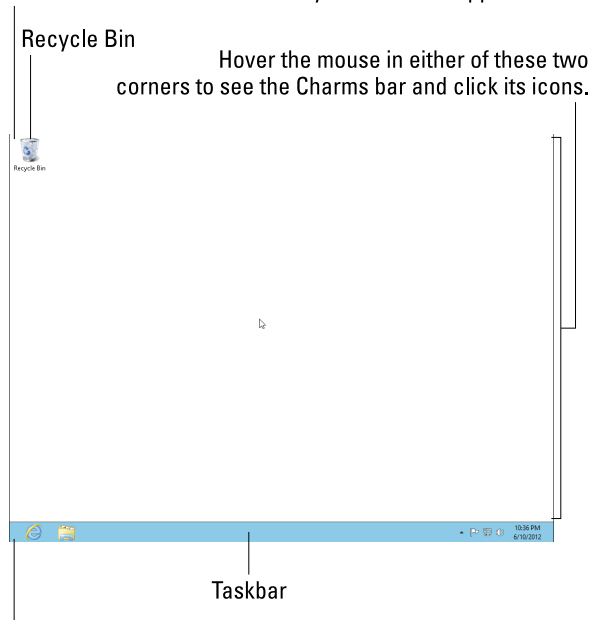 Recycle Bin
Hover the mouse in either of these two
corners to see the Charms bar and click its icons.
Recycle Bin
10:36 PM
6/10/2012
Taskbar